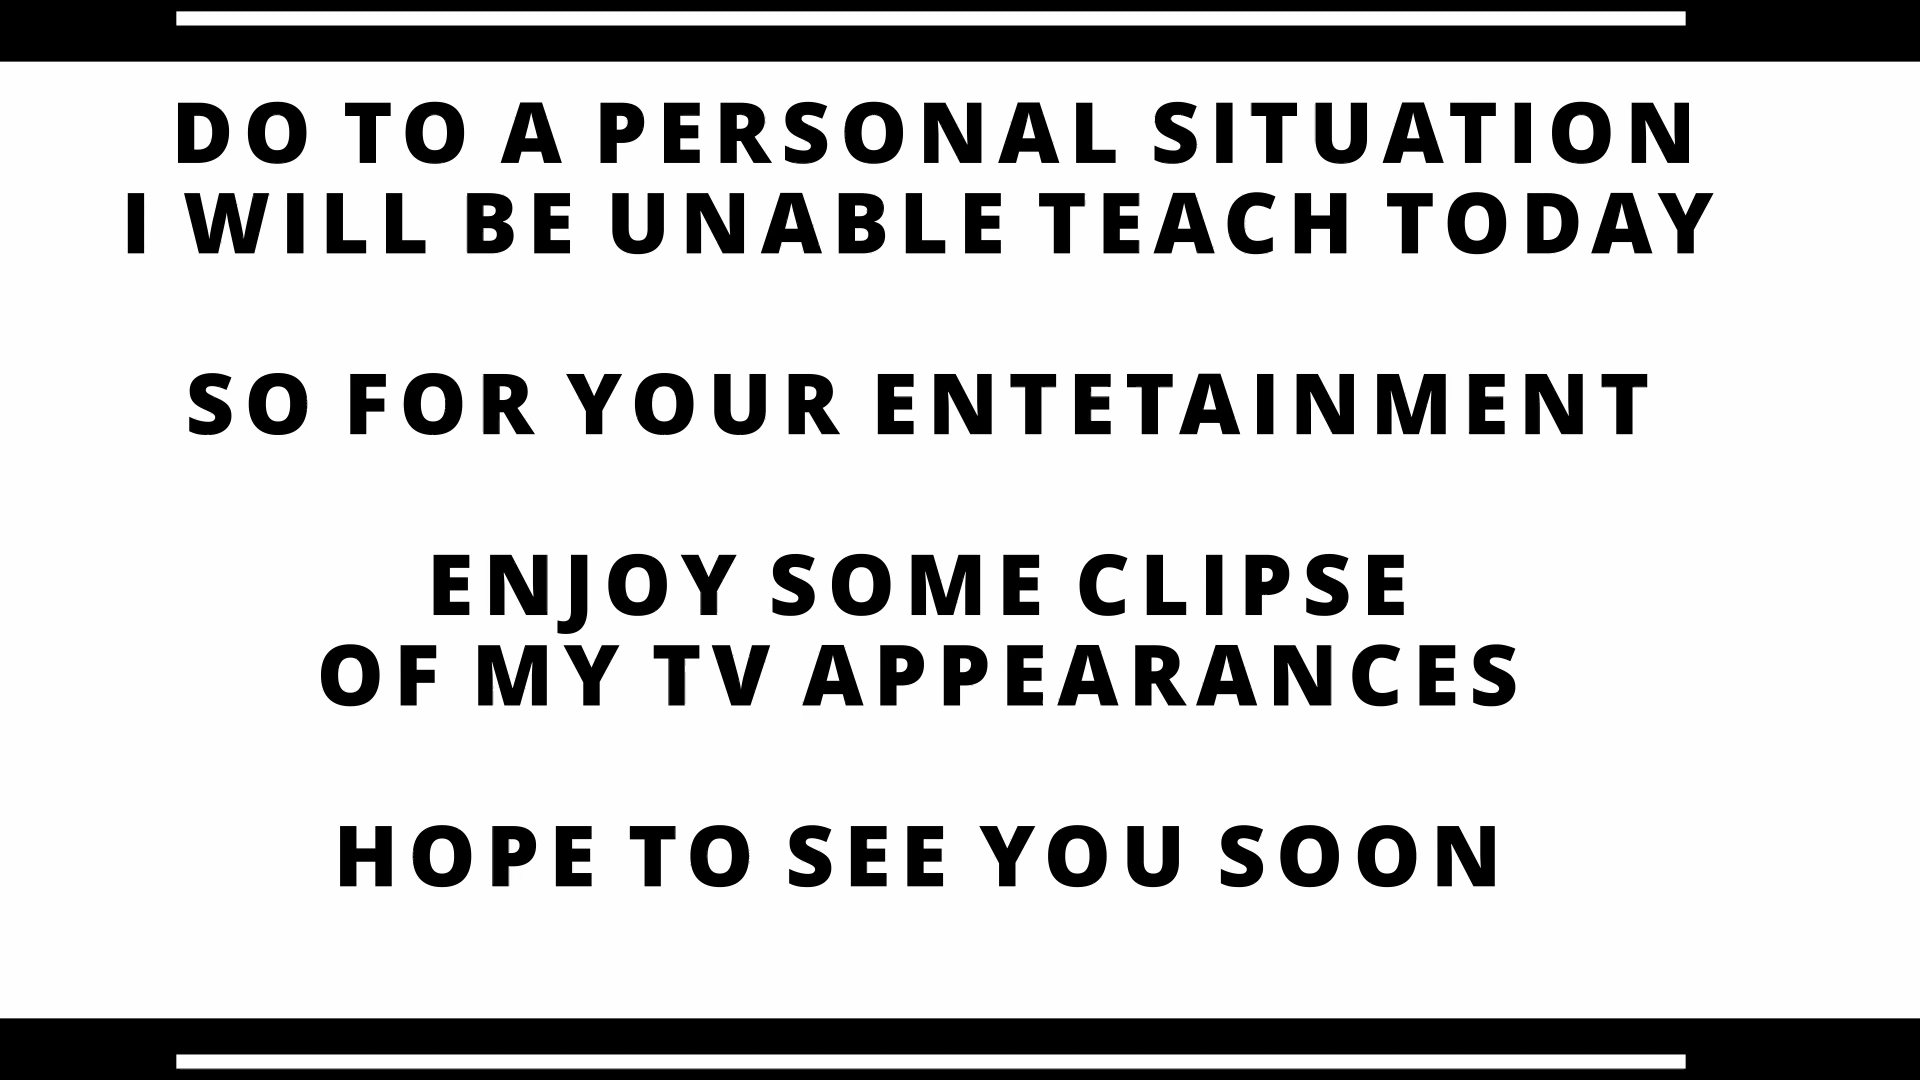 DO TO A PERSONAL SITUATION
I WILL BE UNABLE TEACH TODAY
SO FOR YOUR ENTETAINMENT
ENJOY SOME CLIPSE
OF MY TV APPEARANCES
HOPE TO SEE YOU SOON